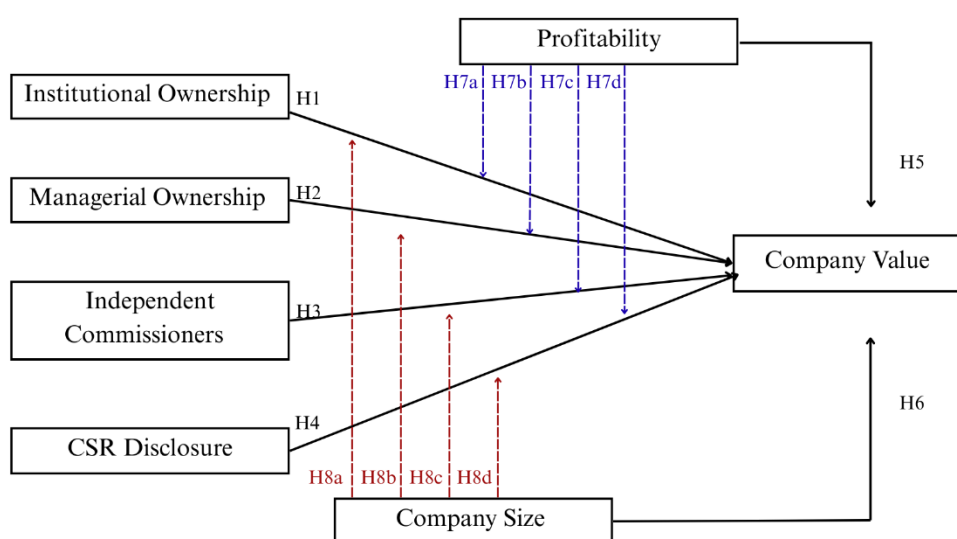 Profitability
H7a H7b H7c H7d
Institutional Ownership
H1
H5
Managerial Ownership
H2
Company Value
Independent
Commissioners
H3
H4
H6
CSR Disclosure
H8a H8b H8c H8d
Company Size